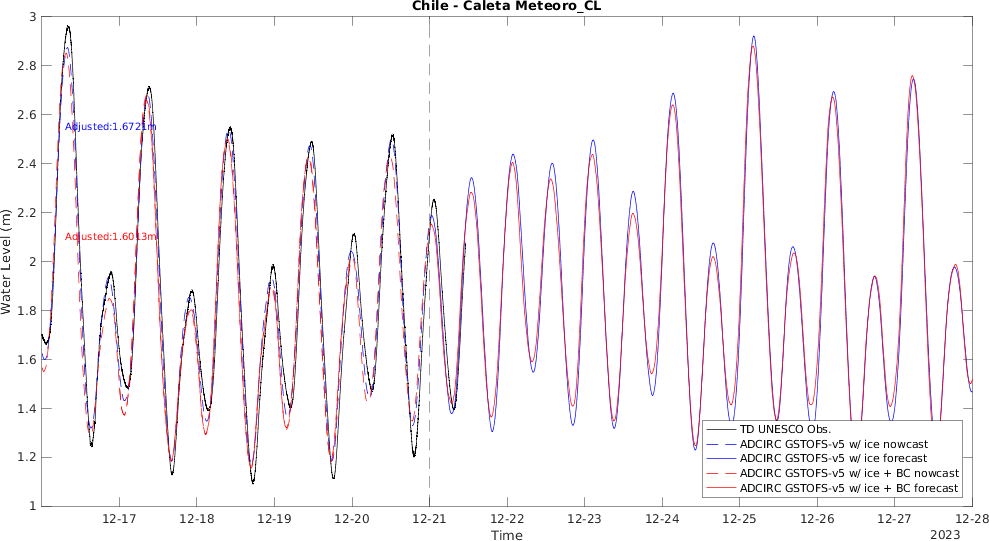 Chile - Caleta Meteoro_CL
Water Level (m)
3
2.8
2.6
2.4
2.2
2
1.8
1.6
1.4
1.2
1
Adjusted:1.6721m
Adjusted:1.6013m
TD UNESCO Obs.
ADCIRC GSTOFS-v5 w/ ice nowcast
ADCIRC GSTOFS-v5 w/ ice forecast
ADCIRC GSTOFS-v5 w/ ice + BC nowcast
ADCIRC GSTOFS-v5 w/ ice + BC forecast
12-17 12-18 12-19 12-20 12-21 12-22 12-23 12-24 12-25 12-26 12-27 12-28
Time
2023